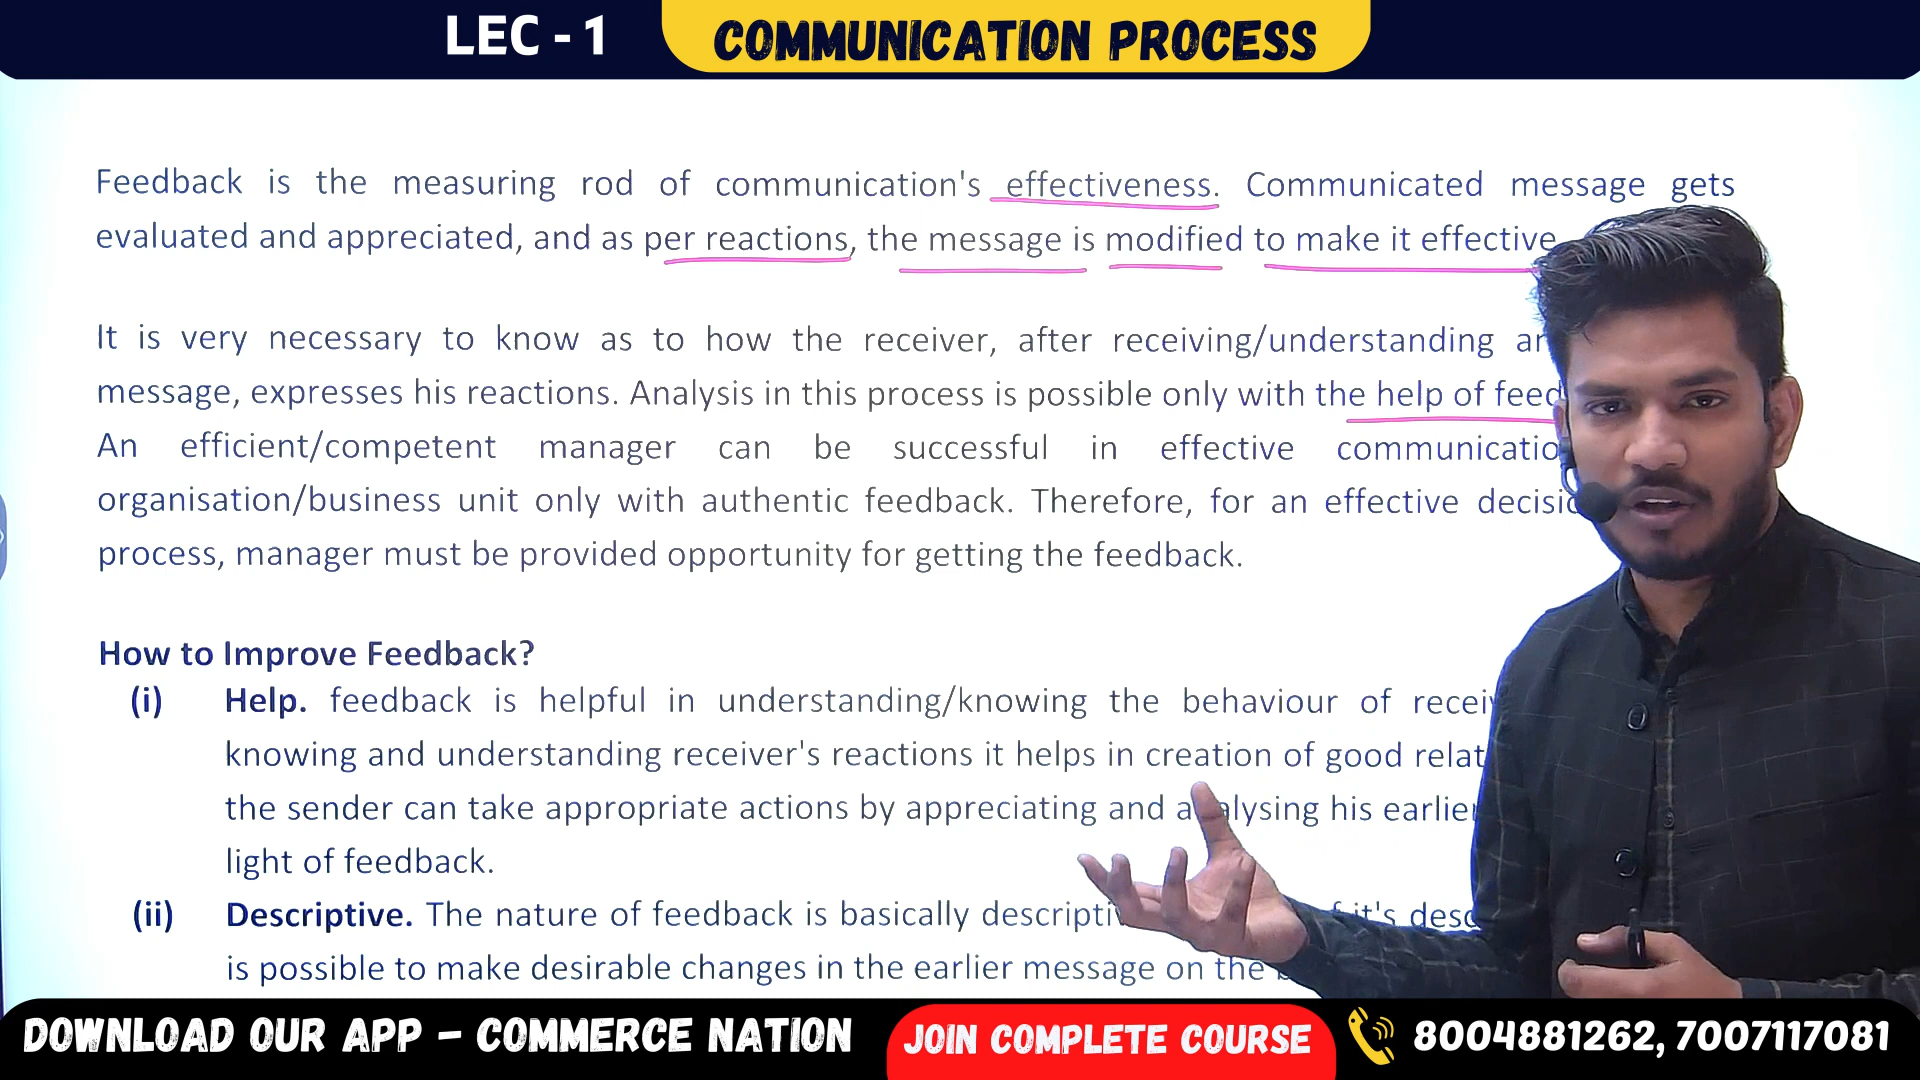 LEC - 1
COMMUNICATION PROCESS
Feedback is the measuring rod of communication's effectiveness. Communicated message gets
evaluated and appreciated, and as per reactions, the message is modified to make it effective.
It is very necessary to know as to how the receiver, after receiving/understanding
message, expresses his reactions. Analysis in this process is possible only with the help of
An efficient/competent manager can be successful in effective
organisation/business unit only with authentic feedback. Therefore, for an effective
process, manager must be provided opportunity for getting the feedback.
How to Improve Feedback?
(i) Help. feedback is helpful in understanding/knowing the behaviour of
knowing and understanding receiver's reactions it helps in creation of good
the sender can take appropriate actions by appreciating and analysing his earlier
light of feedback.
(ii) Descriptive. The nature of feedback is basically it's
is possible to make desirable changes in the earlier message on the
DOWNLOAD OUR APP – COMMERCE NATION
JOIN COMPLETE COURSE
8004881262, 7007117081